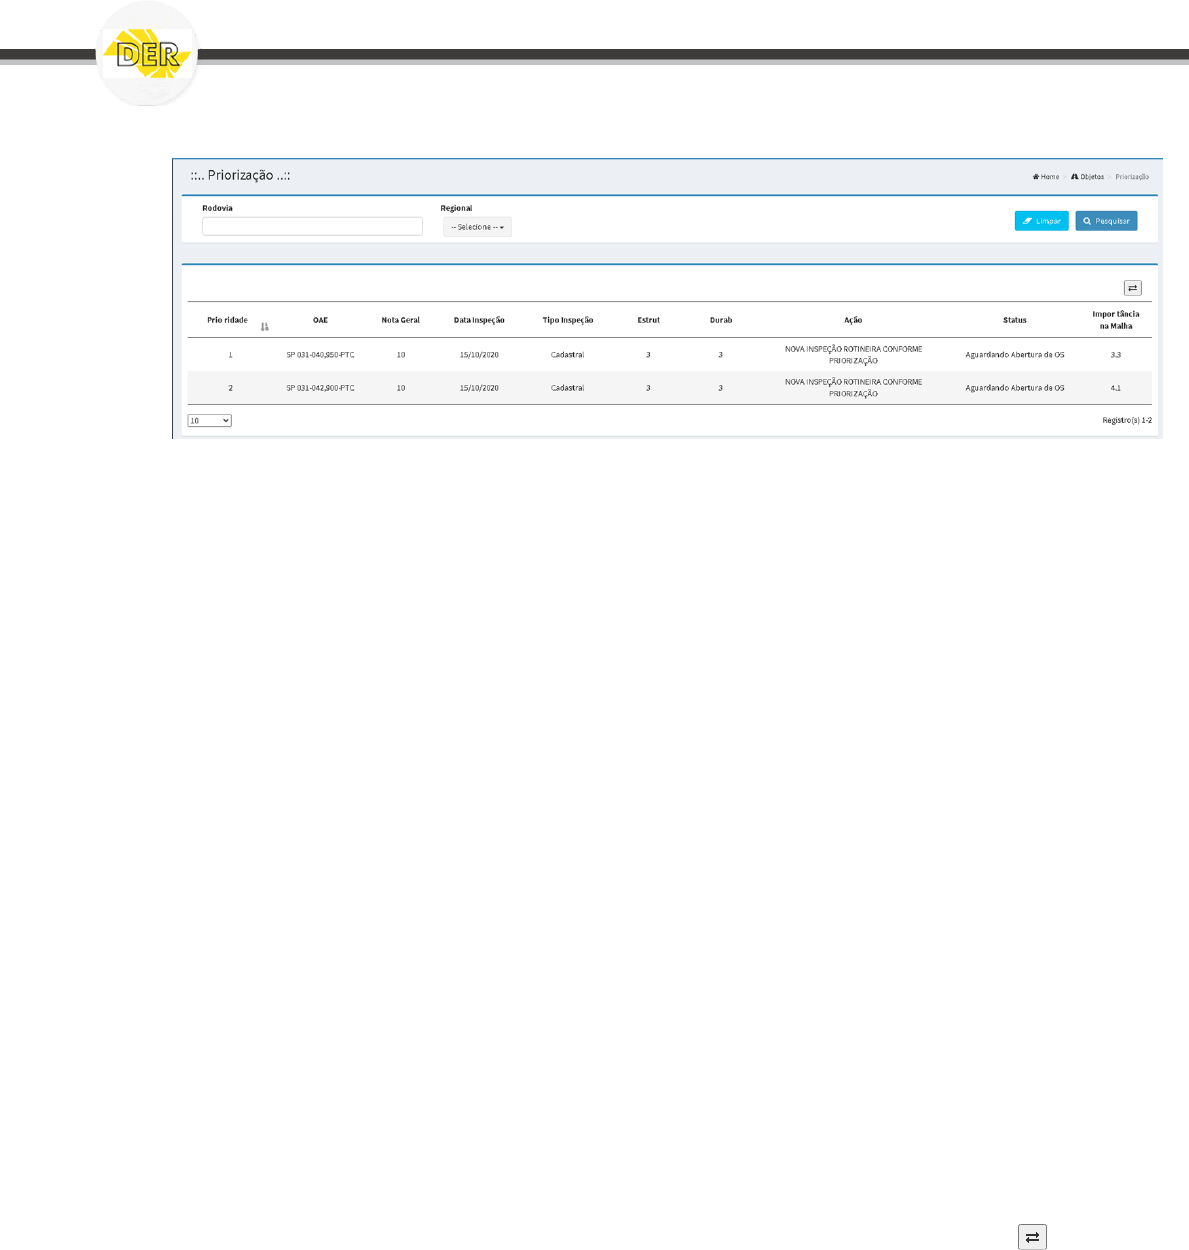 DER
::.. Priorização ..::
Home > Objetos > Priorização
Rodovia Regional
-- Selecione --
Limpar Pesquisar
Prio ridade OAE Nota Geral Data Inspeção Tipo Inspeção Estrut Durab Ação Status Impor tância na Malha
1 SP 031-040,950-PTC 10 15/10/2020 Cadastral 3 3 NOVA INSPEÇÃO ROTINEIRA CONFORME PRIORIZAÇÃO Aguardando Abertura de OS 3.3
2 SP 031-042,900-PTC 10 15/10/2020 Cadastral 3 3 NOVA INSPEÇÃO ROTINEIRA CONFORME PRIORIZAÇÃO Aguardando Abertura de OS 4.1
10 Registro(s) 1-2